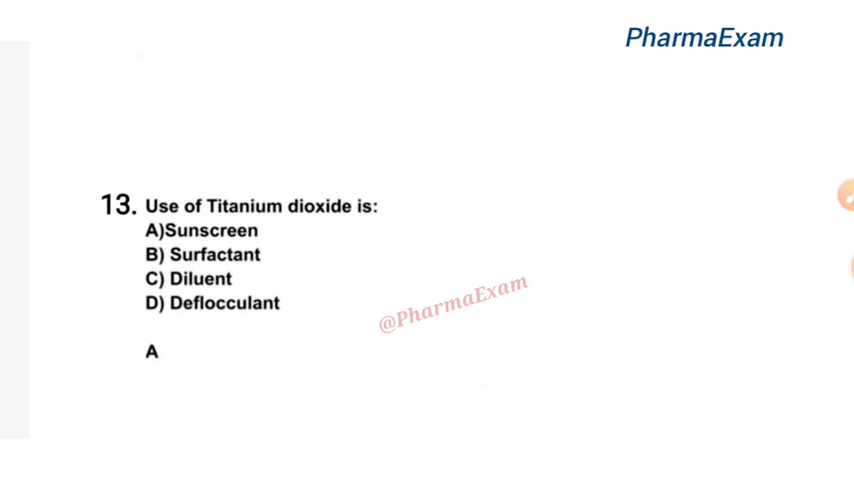 PharmaExam
13. Use of Titanium dioxide is:
A)Sunscreen
B) Surfactant
C) Diluent
D) Deflocculant
@PharmaExam
A